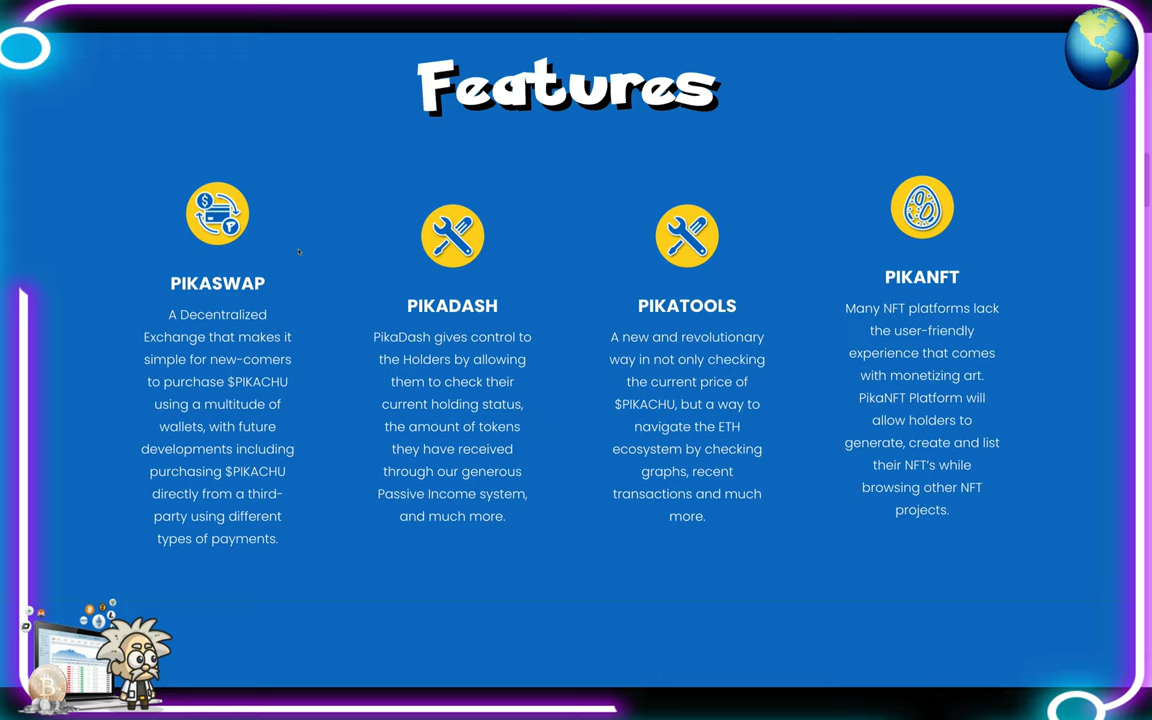 Features
PIKASWAP
A Decentralized
Exchange that makes it
simple for new-comers
to purchase $PIKACHU
using a multitude of
wallets, with future
developments including
purchasing $PIKACHU
directly from a third-
party using different
types of payments.
PIKADASH
PikaDash gives control to
the Holders by allowing
them to check their
current holding status,
the amount of tokens
they have received
through our generous
Passive Income system,
and much more.
PIKATOOLS
A new and revolutionary
way in not only checking
the current price of
$PIKACHU, but a way to
navigate the ETH
ecosystem by checking
graphs, recent
transactions and much
more.
PIKANFT
Many NFT platforms lack
the user-friendly
experience that comes
with monetizing art.
PikaNFT Platform will
allow holders to
generate, create and list
their NFT's while
browsing other NFT
projects.